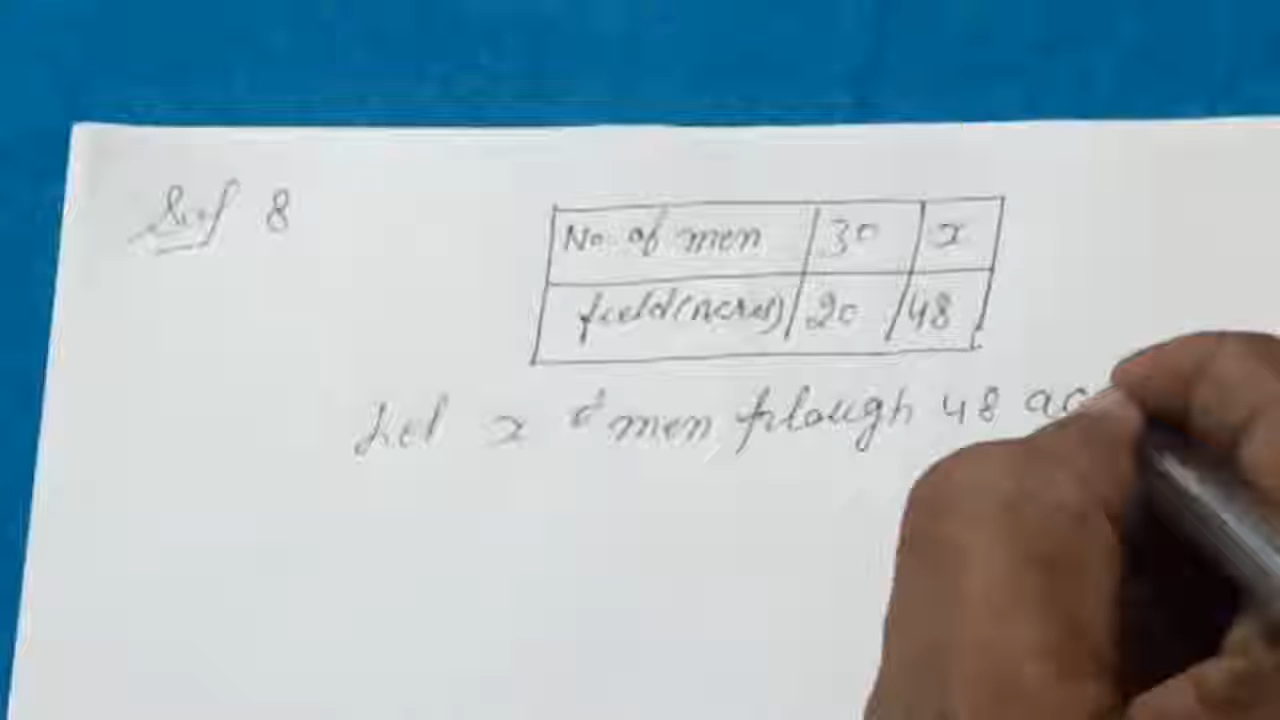 Sol 8
No. of men 30 x
field(acres) 20 48
Let x men plough 48 ac